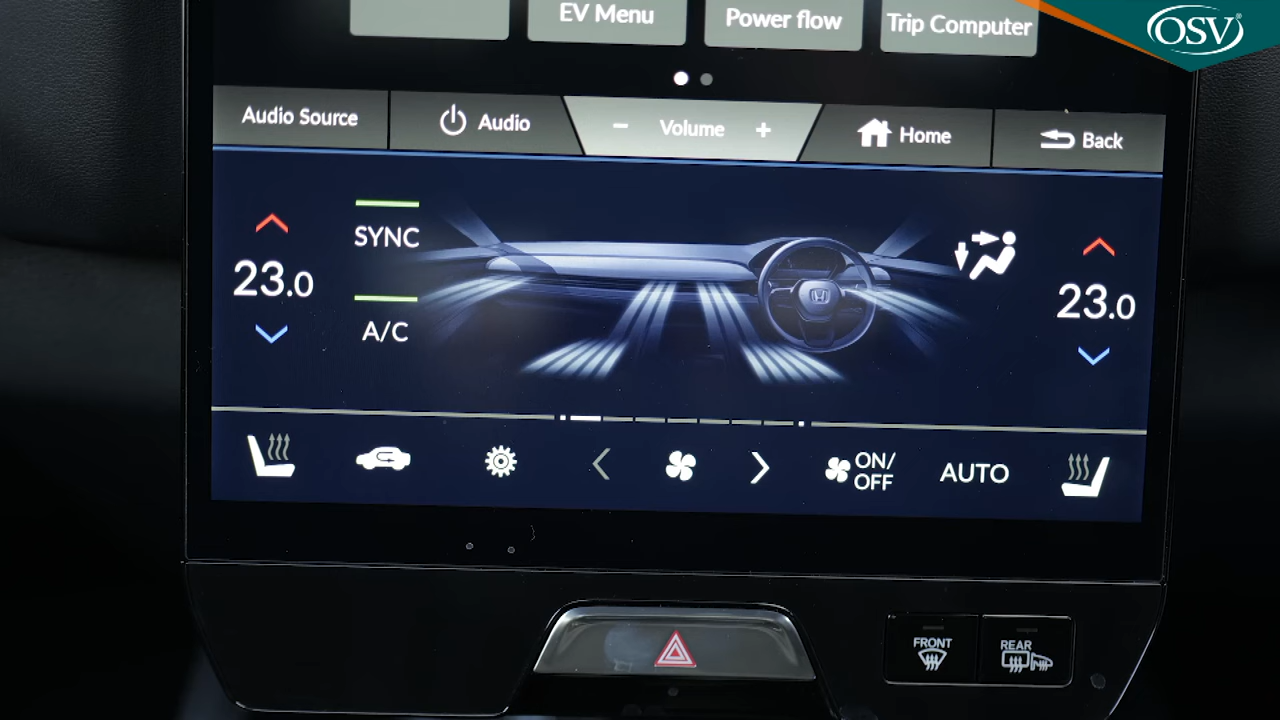 EV Menu
Power flow
Trip Computer
OSV®
Audio Source
Audio
− Volume +
Home
Back
SYNC
23.0
23.0
A/C
ON/
OFF
AUTO
FRONT
REAR